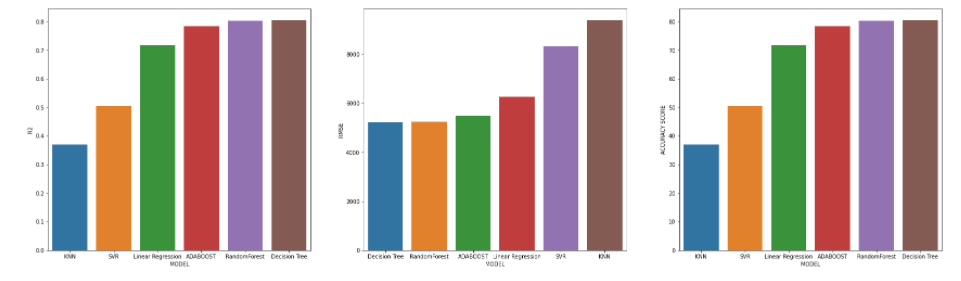 0.8
0.7
0.6
0.5
0.4
0.3
0.2
0.1
0.0
R2
KNN SVR Linear Regression ADABOOST RandomForest Decision Tree
MODEL
8000
6000
4000
2000
0
RMSE
Decision Tree RandomForest ADABOOST Linear Regression SVR KNN
MODEL
80
70
60
50
40
30
20
10
0
ACCURACY SCORE
KNN SVR Linear Regression ADABOOST RandomForest Decision Tree
MODEL